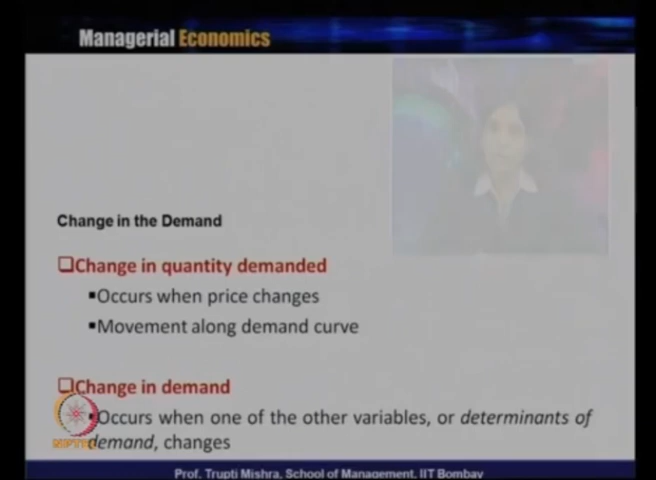 Managerial Economics
Change in the Demand
❑Change in quantity demanded
▪Occurs when price changes
▪Movement along demand curve
❑Change in demand
▪Occurs when one of the other variables, or determinants of
demand, changes
NPTEL
Prof. Trupti Mishra, School of Management, IIT Bombay